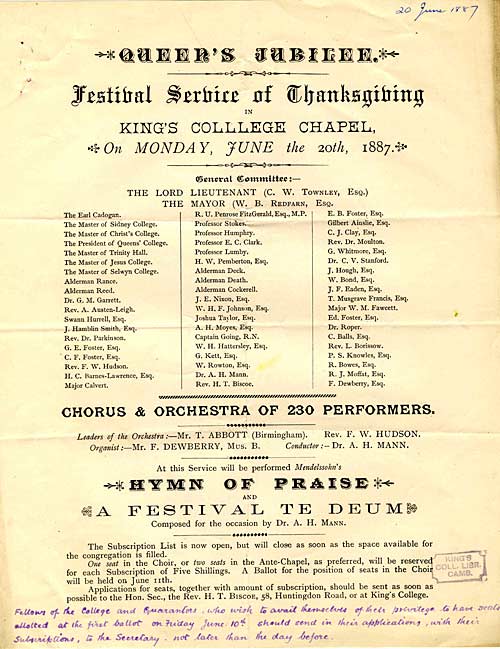 20 June 1887
QUEEN'S JUBILEE.
Festival Service of Thanksgiving
IN
KING'S COLLLEGE CHAPEL,
On MONDAY, JUNE the 20th, 1887.
General Committee:—
THE LORD LIEUTENANT (C. W. TOWNLEY, ESQ.)
THE MAYOR (W. B. REDFARN, ESQ.
The Earl Cadogan.
The Master of Sidney College.
The Master of Christ's College.
The President of Queens' College.
The Master of Trinity Hall.
The Master of Jesus College.
The Master of Selwyn College.
Alderman Rance.
Alderman Reed.
Dr. G. M. Garrett.
Rev. A. Austen-Leigh.
Swann Hurrell, Esq.
J. Hamblin Smith, Esq.
Rev. Dr. Parkinson.
G. E. Foster, Esq.
C. F. Foster, Esq.
Rev. F. W. Hudson.
H. C. Barnes-Lawrence, Esq.
Major Calvert.
R. U. Penrose FitzGerald, Esq., M.P.
Professor Stokes.
Professor Humphry.
Professor E. C. Clark.
Professor Lumby.
H. W. Pemberton, Esq.
Alderman Deck.
Alderman Death.
Alderman Cockerell.
J. E. Nixon, Esq.
W. H. F. Johnson, Esq.
Joshua Taylor, Esq.
A. H. Moyes, Esq.
Captain Going, R.N.
W. H. Hattersley, Esq.
G. Kett, Esq.
W. Rowton, Esq.
Dr. A. H. Mann.
Rev. H. T. Biscoe.
E. B. Foster, Esq.
Gilbert Ainslie, Esq.
C. J. Clay, Esq.
Rev. Dr. Moulton.
G. Whitmore, Esq.
Dr. C. V. Stanford.
J. Hough, Esq.
W. Bond, Esq.
J. F. Eaden, Esq.
T. Musgrave Francis, Esq.
Major W. M. Fawcett.
Ed. Foster, Esq.
Dr. Roper.
C. Balls, Esq.
Rev. L. Borissow.
P. S. Knowles, Esq.
R. Bowes, Esq.
R. J. Moffat, Esq.
F. Dewberry, Esq.
CHORUS & ORCHESTRA OF 230 PERFORMERS.
Leaders of the Orchestra:—Mr. T. ABBOTT (Birmingham). Rev. F. W. HUDSON.
Organist:—Mr. F. DEWBERRY, Mus. B. Conductor:—Dr. A. H. MANN.
At this Service will be performed Mendelssohn's
HYMN OF PRAISE
AND
A FESTIVAL TE DEUM
Composed for the occasion by Dr. A. H. MANN.
The Subscription List is now open, but will close as soon as the space available for
the congregation is filled.
One seat in the Choir, or two seats in the Ante-Chapel, as preferred, will be reserved
for each Subscription of Five Shillings. A Ballot for the position of seats in the Choir
will be held on June 11th.
Applications for seats, together with amount of subscription, should be sent as soon as
possible to the Hon. Sec., the Rev. H. T. Biscoe, 58, Huntingdon Road, or at King's College.
KING'S
COLL. LIBR.
CAMB.
Fellows of the College and Guarantors, who wish to avail themselves of their privilege to have seats
allotted at the first ballot on Friday June 10th should send in their applications, with their
Subscriptions, to the Secretary, not later than the day before.